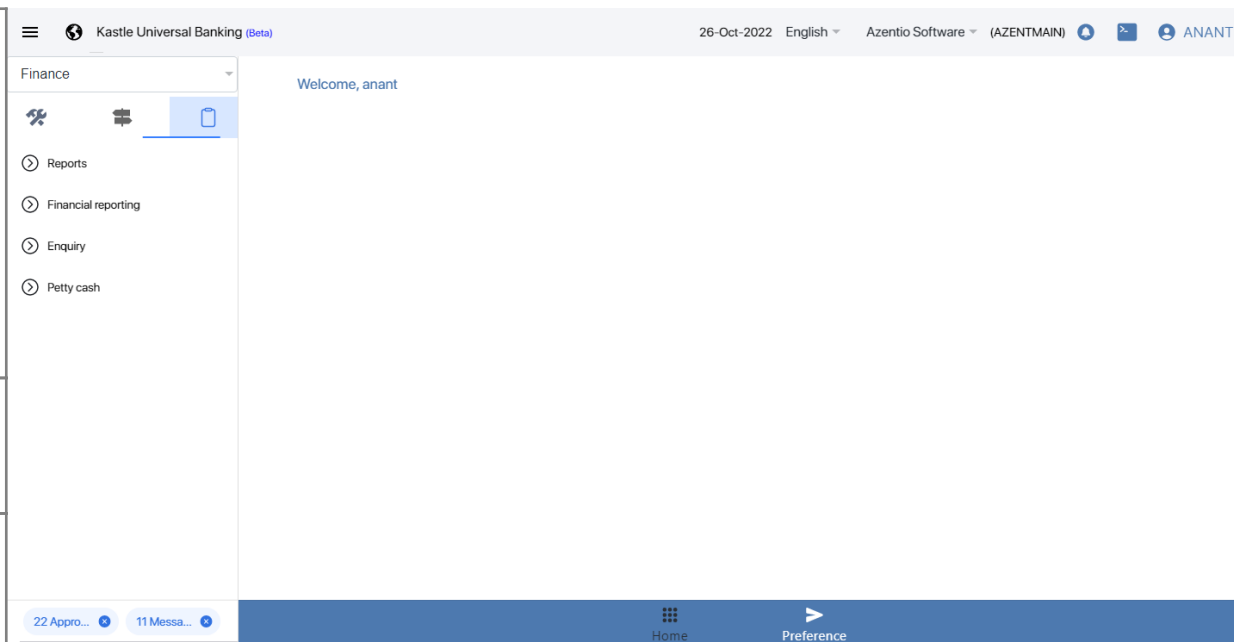 Kastle Universal Banking (Beta)
26-Oct-2022 English Azentio Software (AZENTMAIN) ANANT
Finance
Welcome, anant
Reports
Financial reporting
Enquiry
Petty cash
22 Appro... 11 Messa...
Home Preference